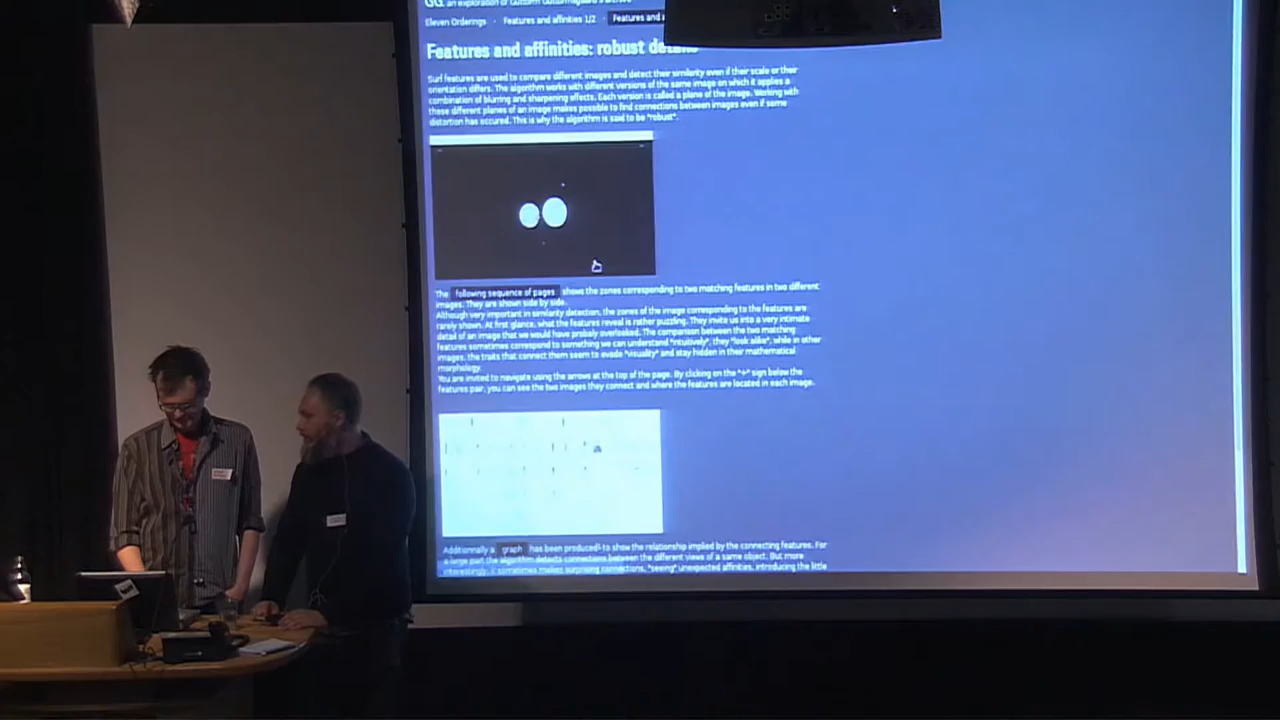 an exploration of Guttorm Guttormsgaard's archive
Eleven Orderings · Features and affinities 1/2 · Features and a
Features and affinities: robust details
Surf features are used to compare different images and detect their similarity even if their scale or their
orientation differs. The algorithm works with different versions of the same image on which it applies a
combination of blurring and sharpening effects. Each version is called a plane of the image. Working with
these different planes of an image makes possible to find connections between images even if some
distortion has occured. This is why the algorithm is said to be "robust".
The following sequence of pages shows the zones corresponding to two matching features in two different
images. They are shown side by side.
Although very important in similarity detection, the zones of the image corresponding to the features are
rarely shown. At first glance, what the features reveal is rather puzzling. They invite us into a very intimate
detail of an image that we would have probaly overlooked. The comparison between the two matching
features sometimes correspond to something we can understand "intuitively", they "look alike", while in other
images, the traits that connect them seem to evade "visuality" and stay hidden in their mathematical
morphology.
You are invited to navigate using the arrows at the top of the page. By clicking on the "+" sign below the
features pair, you can see the two images they connect and where the features are located in each image.
Additionnally a graph has been produced to show the relationship implied by the connecting features. For
a large part the algorithm detects connections between the different views of a same object. But more
interestingly, it sometimes makes surprising connections, "seeing" unexpected affinities, introducing the little